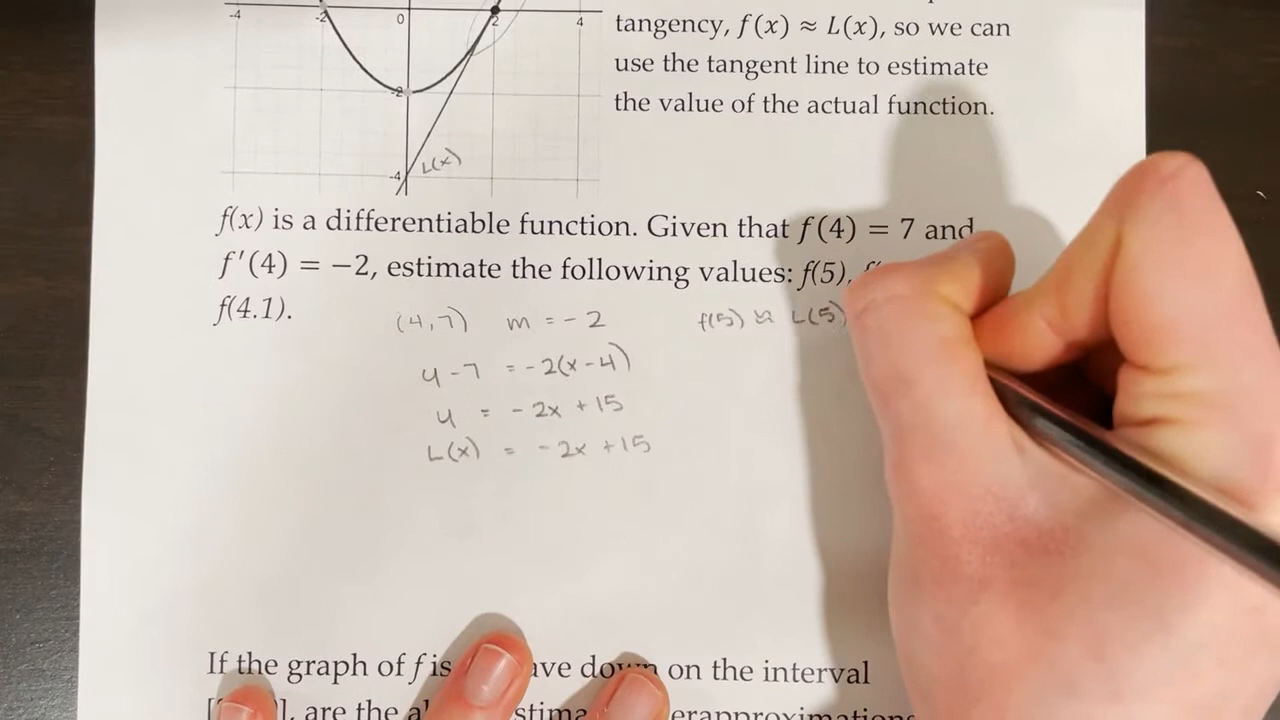 -4 -2 0 2 4
-2
-4
L(x)
tangency, f(x) ≈ L(x), so we can
use the tangent line to estimate
the value of the actual function.
f(x) is a differentiable function. Given that f(4) = 7 and
f'(4) = −2, estimate the following values: f(5),
f(4.1).
(4,7) m = -2 f(5) ≈ L(5)
y - 7 = -2(x - 4)
y = -2x + 15
L(x) = -2x + 15
If the graph of f is down on the interval
are the